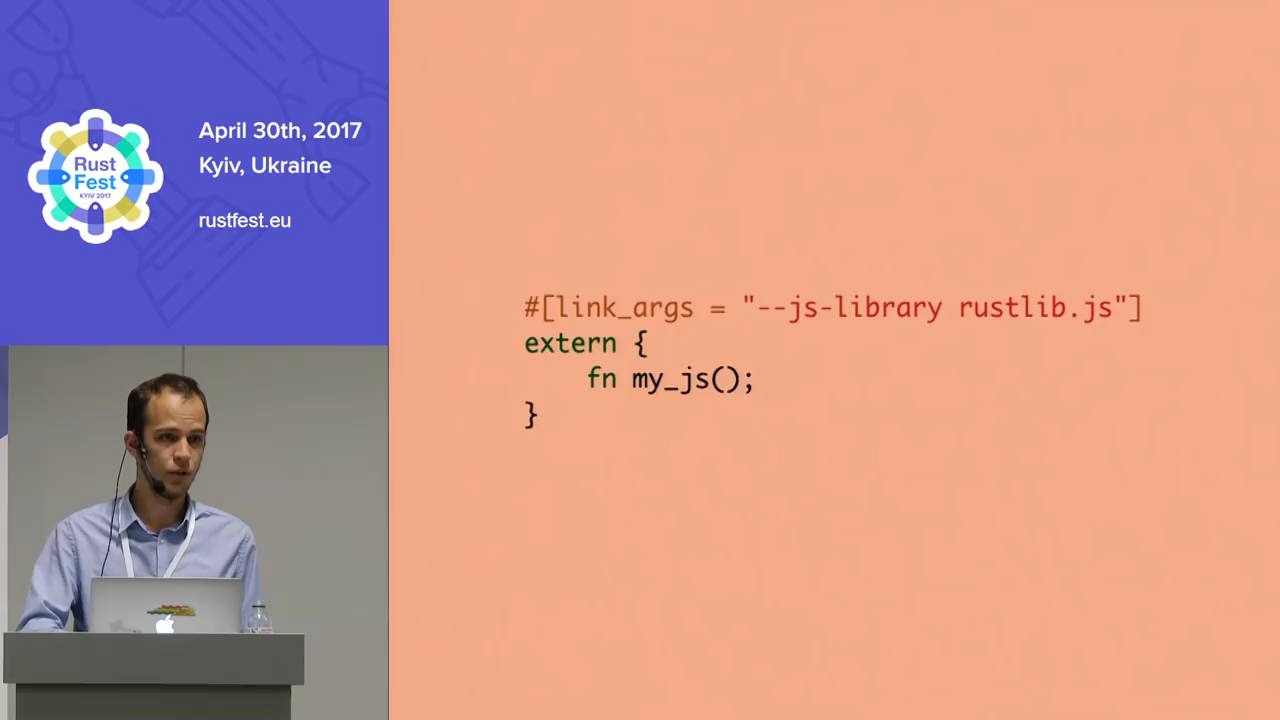 April 30th, 2017
Kyiv, Ukraine
rustfest.eu
Rust
Fest
KYIV 2017
#[link_args = "--js-library rustlib.js"]
extern {
    fn my_js();
}